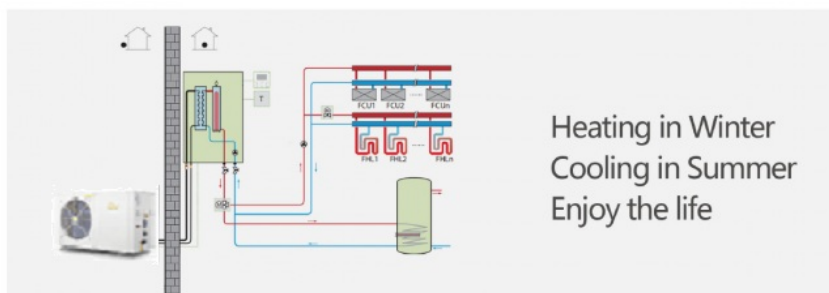 FCU1 FCU2 FCUn
FHL1 FHL2 FHLn
T
Heating in Winter
Cooling in Summer
Enjoy the life